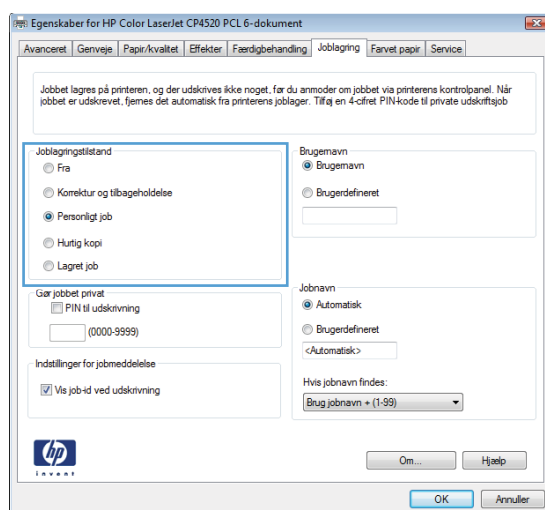 Egenskaber for HP Color LaserJet CP4520 PCL 6-dokument
Avanceret Genveje Papir/kvalitet Effekter Færdigbehandling Joblagring Farvet papir Service
Jobbet lagres på printeren, og der udskrives ikke noget, før du anmoder om jobbet via printerens kontrolpanel. Når
jobbet er udskrevet, fjernes det automatisk fra printerens joblager. Tilføj en 4-cifret PIN-kode til private udskriftsjob
Joblagringstilstand
Fra
Korrektur og tilbageholdelse
Personligt job
Hurtig kopi
Lagret job
Brugernavn
Brugernavn
Brugerdefineret
Gør jobbet privat
PIN til udskrivning
(0000-9999)
Indstillinger for jobmeddelelse
Vis job-id ved udskrivning
Jobnavn
Automatisk
Brugerdefineret
<Automatisk>
Hvis jobnavn findes:
Brug jobnavn + (1-99)
hp
invent
Om... Hjælp
OK Annuller